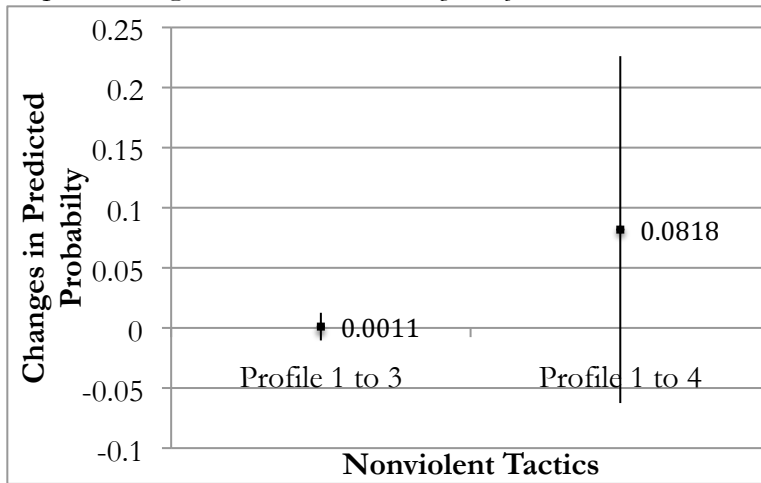 0.25
0.2
0.15
0.1
0.05
0
-0.05
-0.1
Changes in Predicted
Probabilty
0.0011
0.0818
Profile 1 to 3
Profile 1 to 4
Nonviolent Tactics